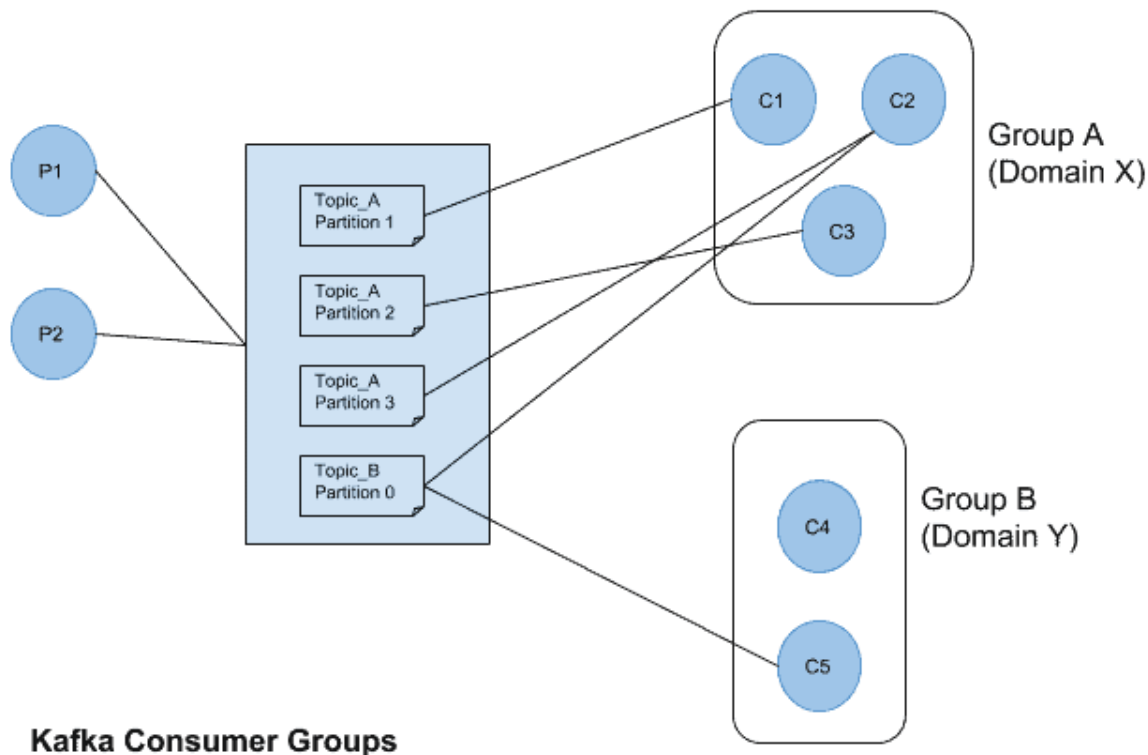 P1
P2
Topic_A
Partition 1
Topic_A
Partition 2
Topic_A
Partition 3
Topic_B
Partition 0
C1
C2
C3
Group A
(Domain X)
C4
C5
Group B
(Domain Y)
Kafka Consumer Groups